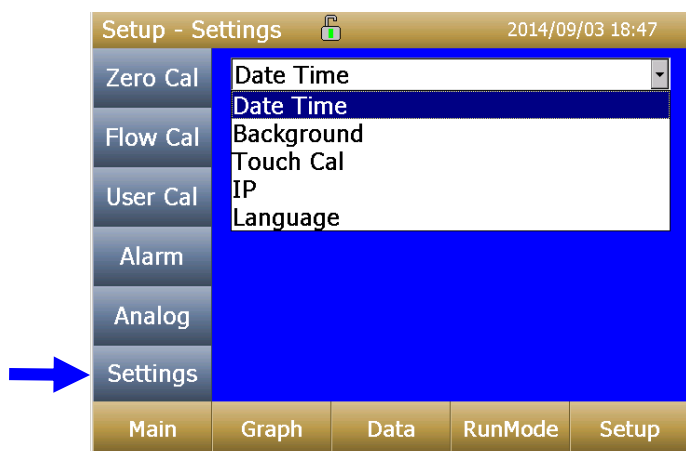 Setup - Settings 2014/09/03 18:47
Zero Cal
Date Time
Date Time
Flow Cal
Background
Touch Cal
User Cal
IP
Language
Alarm
Analog
Settings
Main Graph Data RunMode Setup